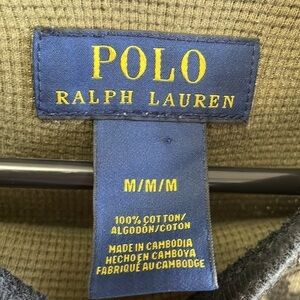 POLO
RALPH LAUREN
M/M/M
100% COTTON/
ALGODÓN/COTON
MADE IN CAMBODIA
HECHO EN CAMBOYA
FABRIQUÉ AU CAMBODGE